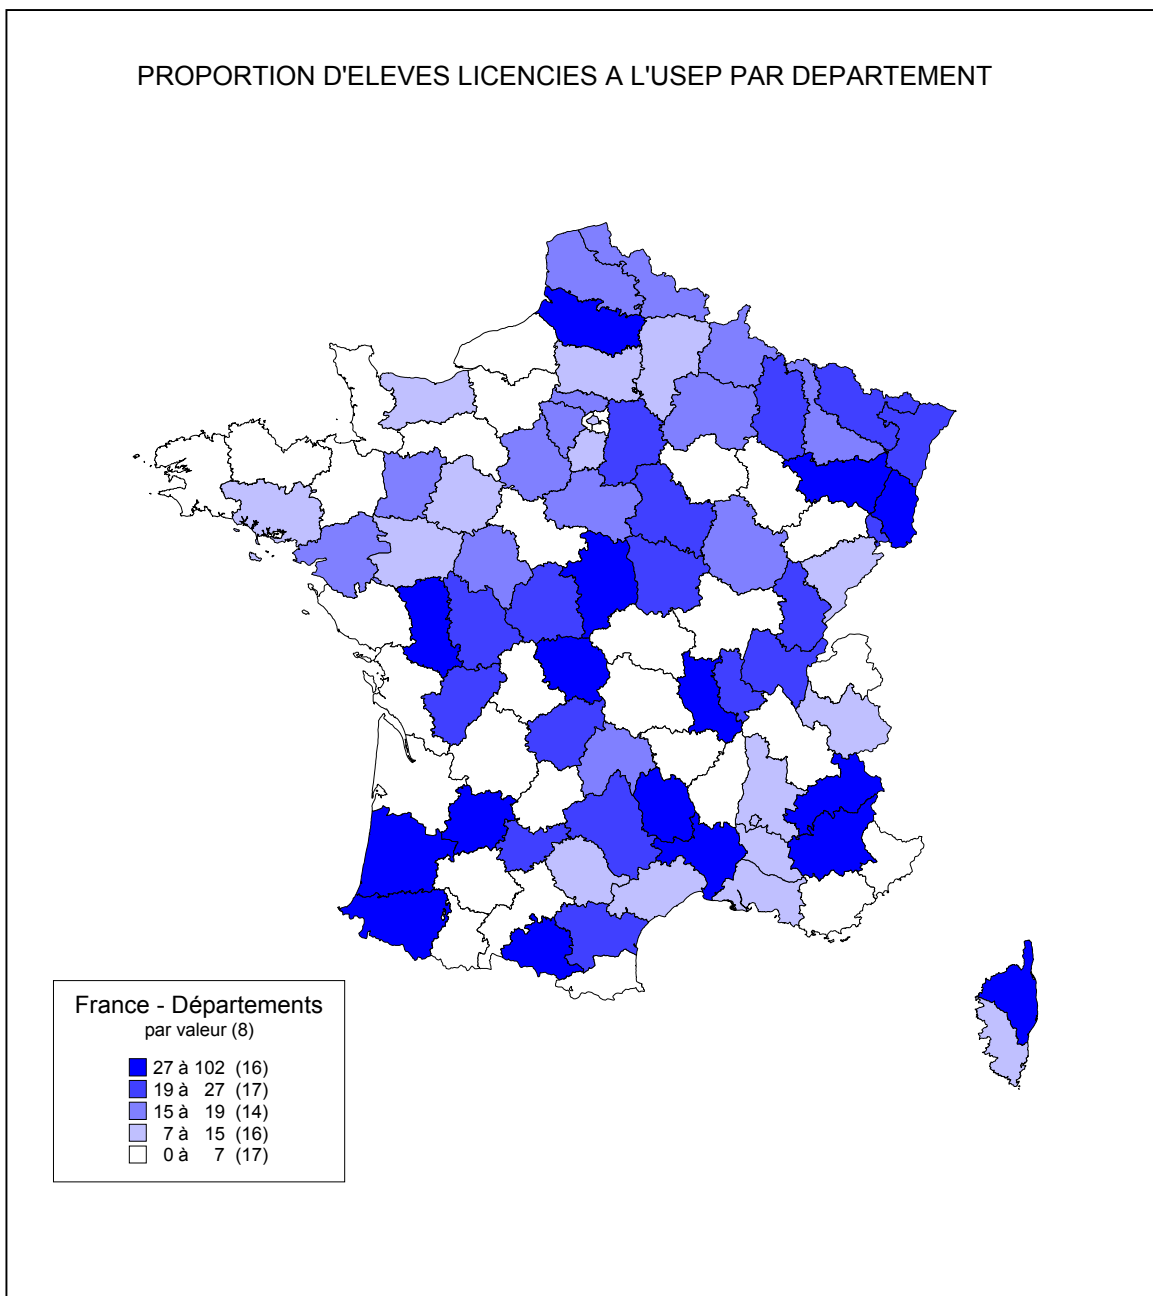 PROPORTION D'ELEVES LICENCIES A L'USEP PAR DEPARTEMENT
France - Départements
par valeur (8)
27 à 102 (16)
19 à 27 (17)
15 à 19 (14)
7 à 15 (16)
0 à 7 (17)